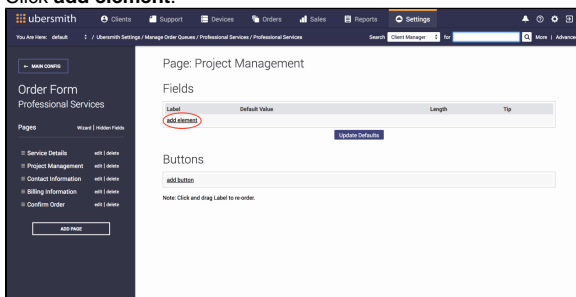 Click add element.
ubersmith Clients Support Devices Orders Sales Reports Settings
You Are Here: default / Ubersmith Settings / Manage Order Queues / Professional Services / Professional Services Search Client Manager for More | Advanced
← MAIN CONFIG
Page: Project Management
Order Form
Professional Services
Fields
Label Default Value Length Tip
add element
Update Defaults
Pages Wizard | Hidden Fields
Service Details edit | delete
Project Management edit | delete
Contact Information edit | delete
Billing Information edit | delete
Confirm Order edit | delete
ADD PAGE
Buttons
add button
Note: Click and drag Label to re-order.